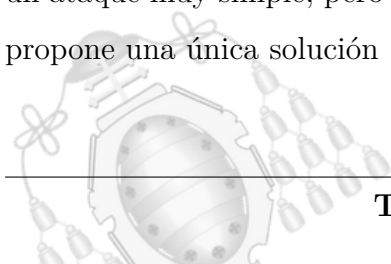 un ataque muy simple, pero
propone una única solución
T